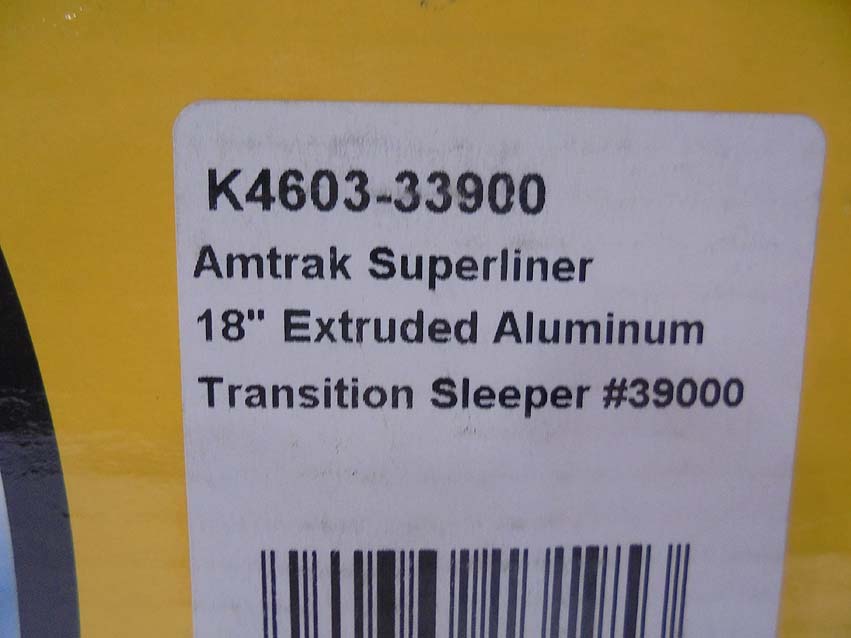 K4603-33900
Amtrak Superliner
18" Extruded Aluminum
Transition Sleeper #39000